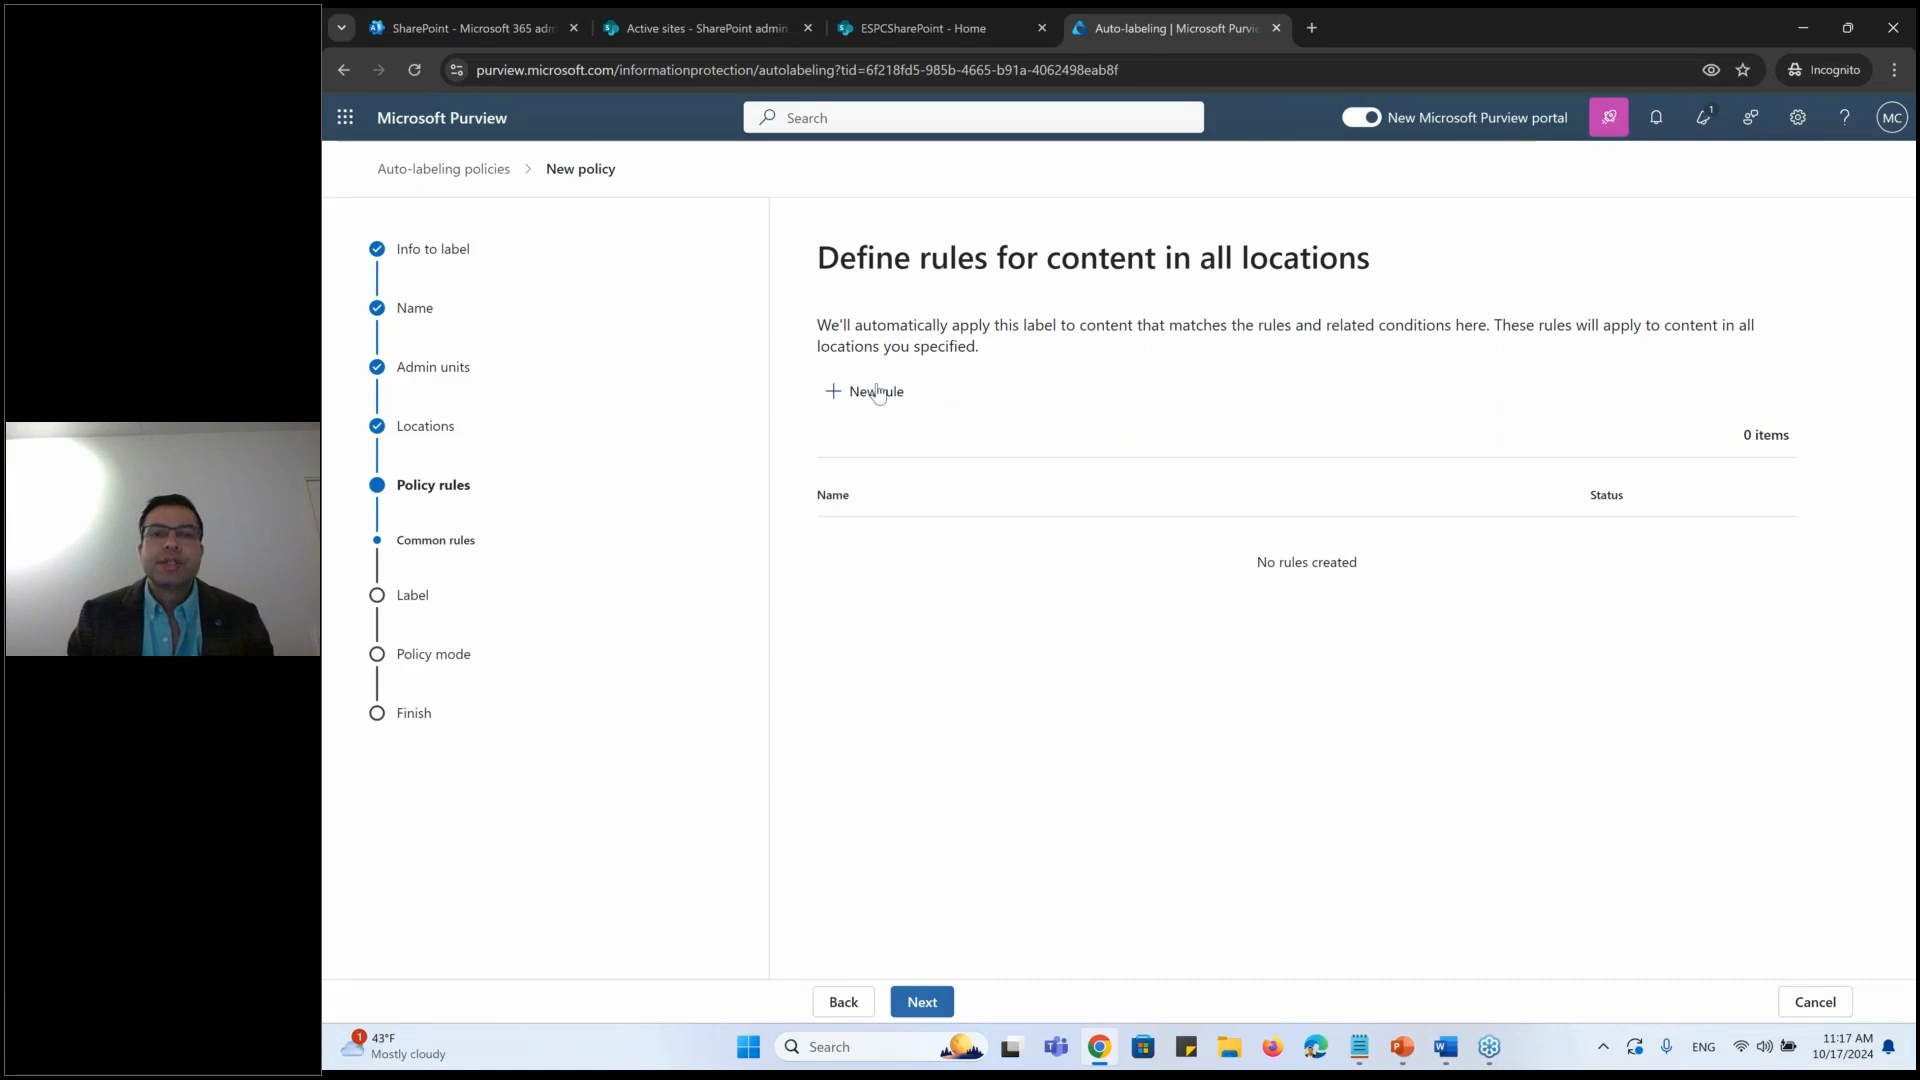 SharePoint - Microsoft 365 adm
Active sites - SharePoint admin
ESPCSharePoint - Home
Auto-labeling | Microsoft Purvie
purview.microsoft.com/informationprotection/autolabeling?tid=6f218fd5-985b-4665-b91a-4062498eab8f
Incognito
Microsoft Purview
Search
New Microsoft Purview portal
1
MC
Auto-labeling policies
New policy
Info to label
Name
Admin units
Locations
Policy rules
Common rules
Label
Policy mode
Finish
Define rules for content in all locations
We'll automatically apply this label to content that matches the rules and related conditions here. These rules will apply to content in all
locations you specified.
New rule
0 items
Name
Status
No rules created
Back
Next
Cancel
1
43°F
Mostly cloudy
Search
ENG
11:17 AM
10/17/2024